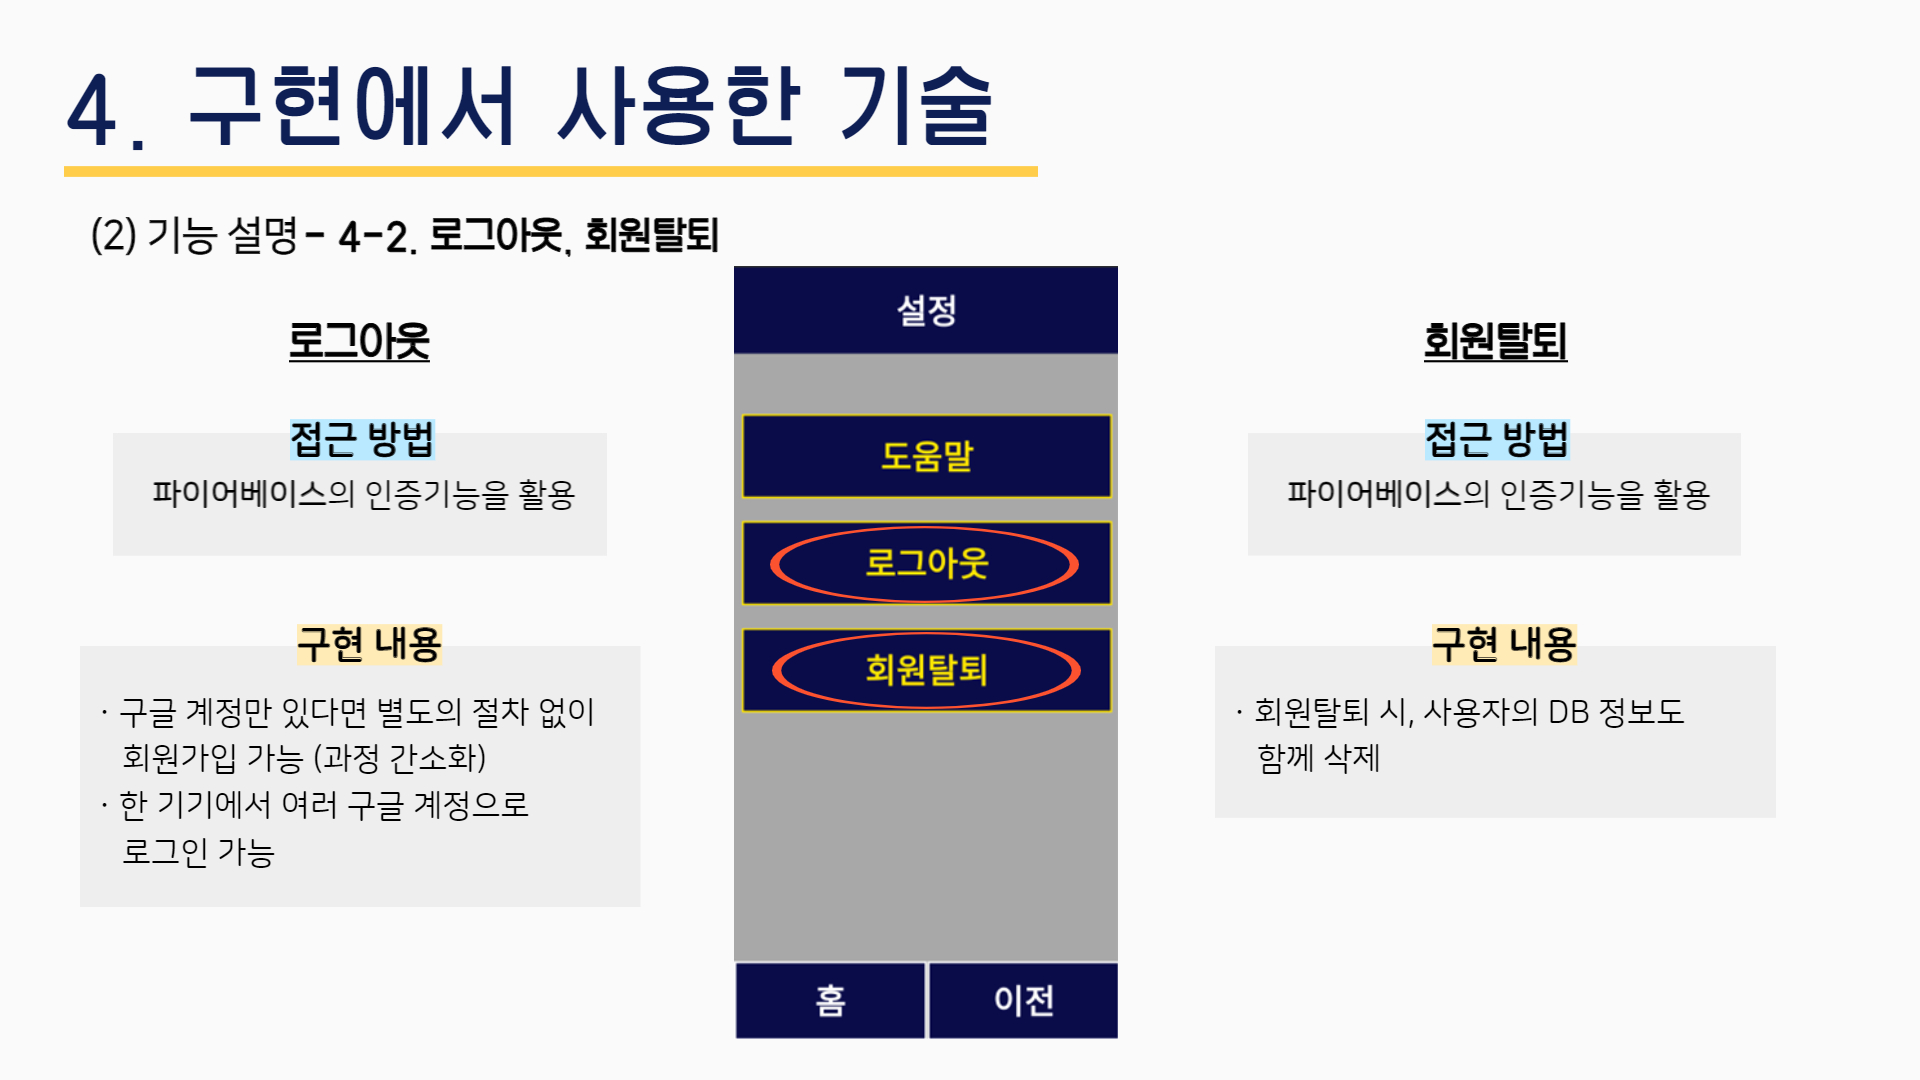 4. 구현에서 사용한 기술
(2) 기능 설명 - 4-2. 로그아웃, 회원탈퇴
로그아웃
접근 방법
파이어베이스의 인증기능을 활용
구현 내용
· 구글 계정만 있다면 별도의 절차 없이
회원가입 가능 (과정 간소화)
· 한 기기에서 여러 구글 계정으로
로그인 가능
설정
도움말
로그아웃
회원탈퇴
홈
이전
회원탈퇴
접근 방법
파이어베이스의 인증기능을 활용
구현 내용
· 회원탈퇴 시, 사용자의 DB 정보도
함께 삭제